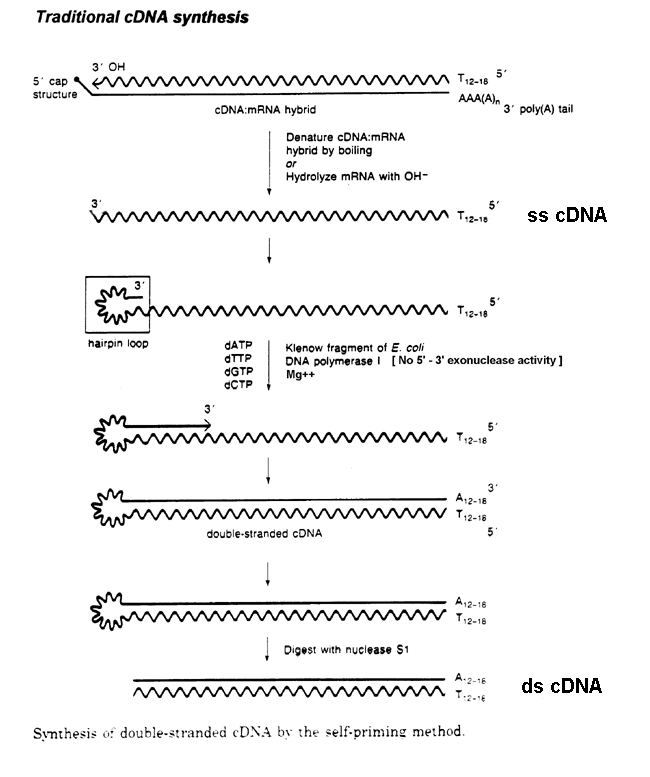 Traditional cDNA synthesis
3′ OH
5′ cap
structure
T12-18 5′
AAA(A)n
3′ poly(A) tail
cDNA:mRNA hybrid
Denature cDNA:mRNA
hybrid by boiling
or
Hydrolyze mRNA with OH−
3′
5′
T12-18
ss cDNA
3′
5′
T12-18
hairpin loop
dATP
dTTP
dGTP
dCTP
Klenow fragment of E. coli
DNA polymerase I [ No 5' - 3' exonuclease activity ]
Mg++
3′
5′
T12-18
3′
A12-18
T12-18
5′
double-stranded cDNA
A12-18
T12-18
Digest with nuclease S1
A12-18
T12-18
ds cDNA
Synthesis of double-stranded cDNA by the self-priming method.